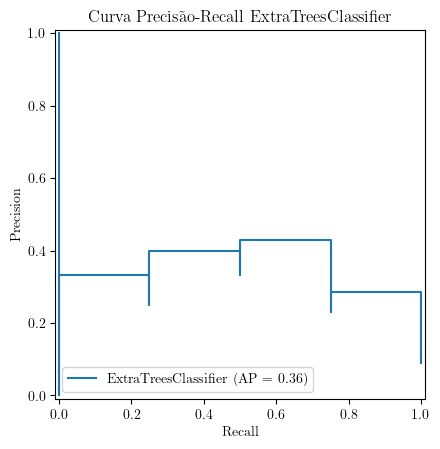 Curva Precisão-Recall ExtraTreesClassifier
1.0
0.8
0.6
0.4
0.2
0.0
Precision
ExtraTreesClassifier (AP = 0.36)
0.0 0.2 0.4 0.6 0.8 1.0
Recall